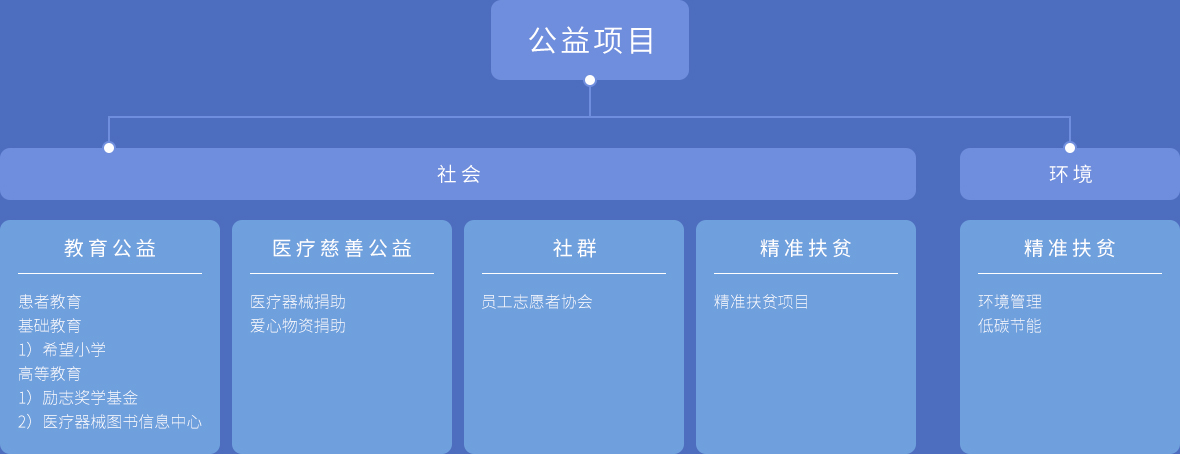 公益项目
社会
环境
教育公益
患者教育
基础教育
1）希望小学
高等教育
1）励志奖学基金
2）医疗器械图书信息中心
医疗慈善公益
医疗器械捐助
爱心物资捐助
社群
员工志愿者协会
精准扶贫
精准扶贫项目
精准扶贫
环境管理
低碳节能